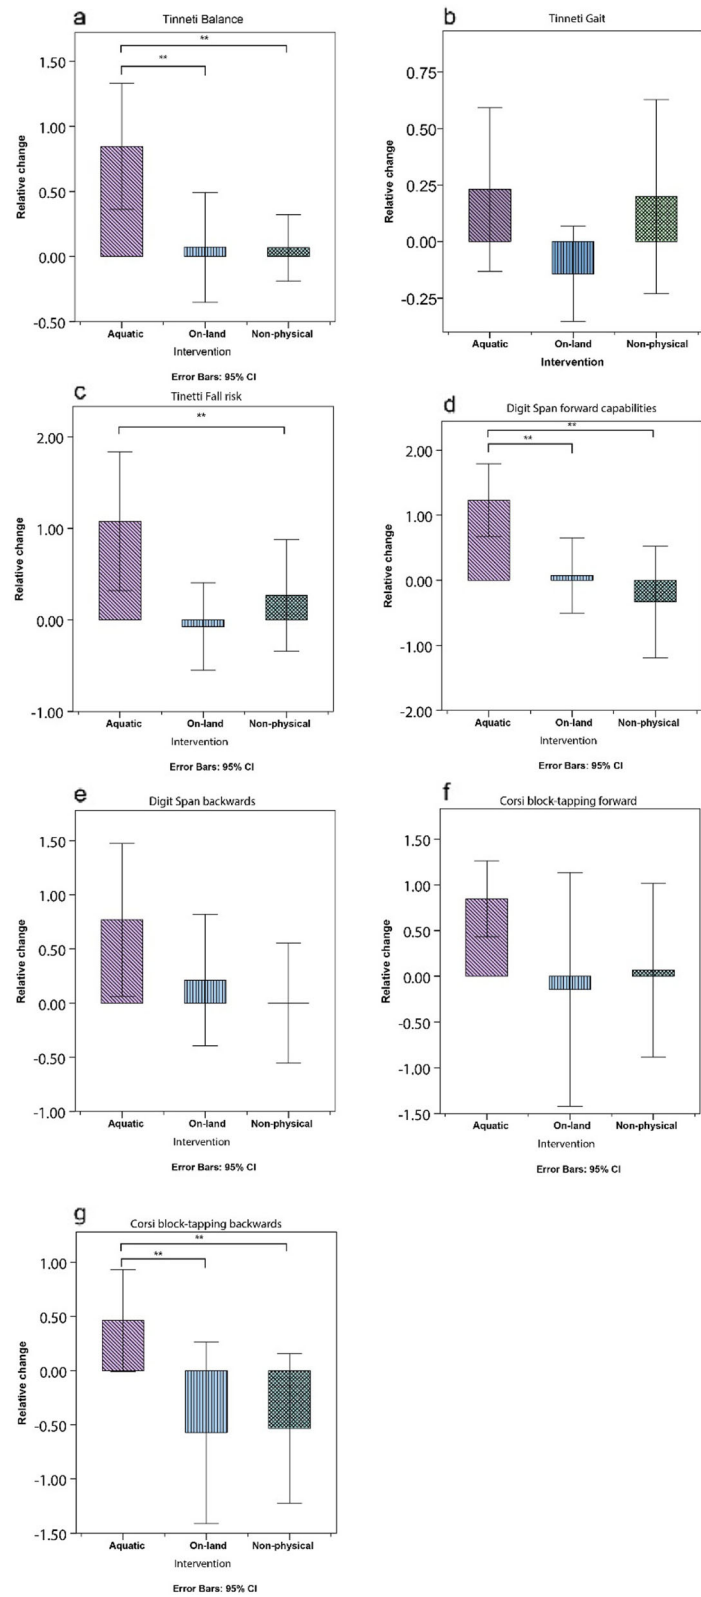 a
Tinneti Balance
**
**
1.50
1.00
0.50
0.00
-0.50
Relative change
Aquatic On-land Non-physical
Intervention
Error Bars: 95% CI
b
Tinneti Gait
0.75
0.50
0.25
0.00
-0.25
Relative change
Aquatic On-land Non-physical
Intervention
c
Tinetti Fall risk
**
2.00
1.00
0.00
-1.00
Relative change
Aquatic On-land Non-physical
Intervention
Error Bars: 95% CI
d
Digit Span forward capabilities
**
**
2.00
1.00
0.00
-1.00
-2.00
Relative change
Aquatic On-land Non-physical
Intervention
Error Bars: 95% CI
e
Digit Span backwards
1.50
1.00
0.50
0.00
-0.50
-1.00
Relative change
Aquatic On-land Non-physical
Intervention
Error Bars: 95% CI
f
Corsi block-tapping forward
1.50
1.00
0.50
0.00
-0.50
-1.00
-1.50
Relative change
Aquatic On-land Non-physical
Intervention
Error Bars: 95% CI
g
Corsi block-tapping backwards
**
**
1.00
0.50
0.00
-0.50
-1.00
-1.50
Relative change
Aquatic On-land Non-physical
Intervention
Error Bars: 95% CI